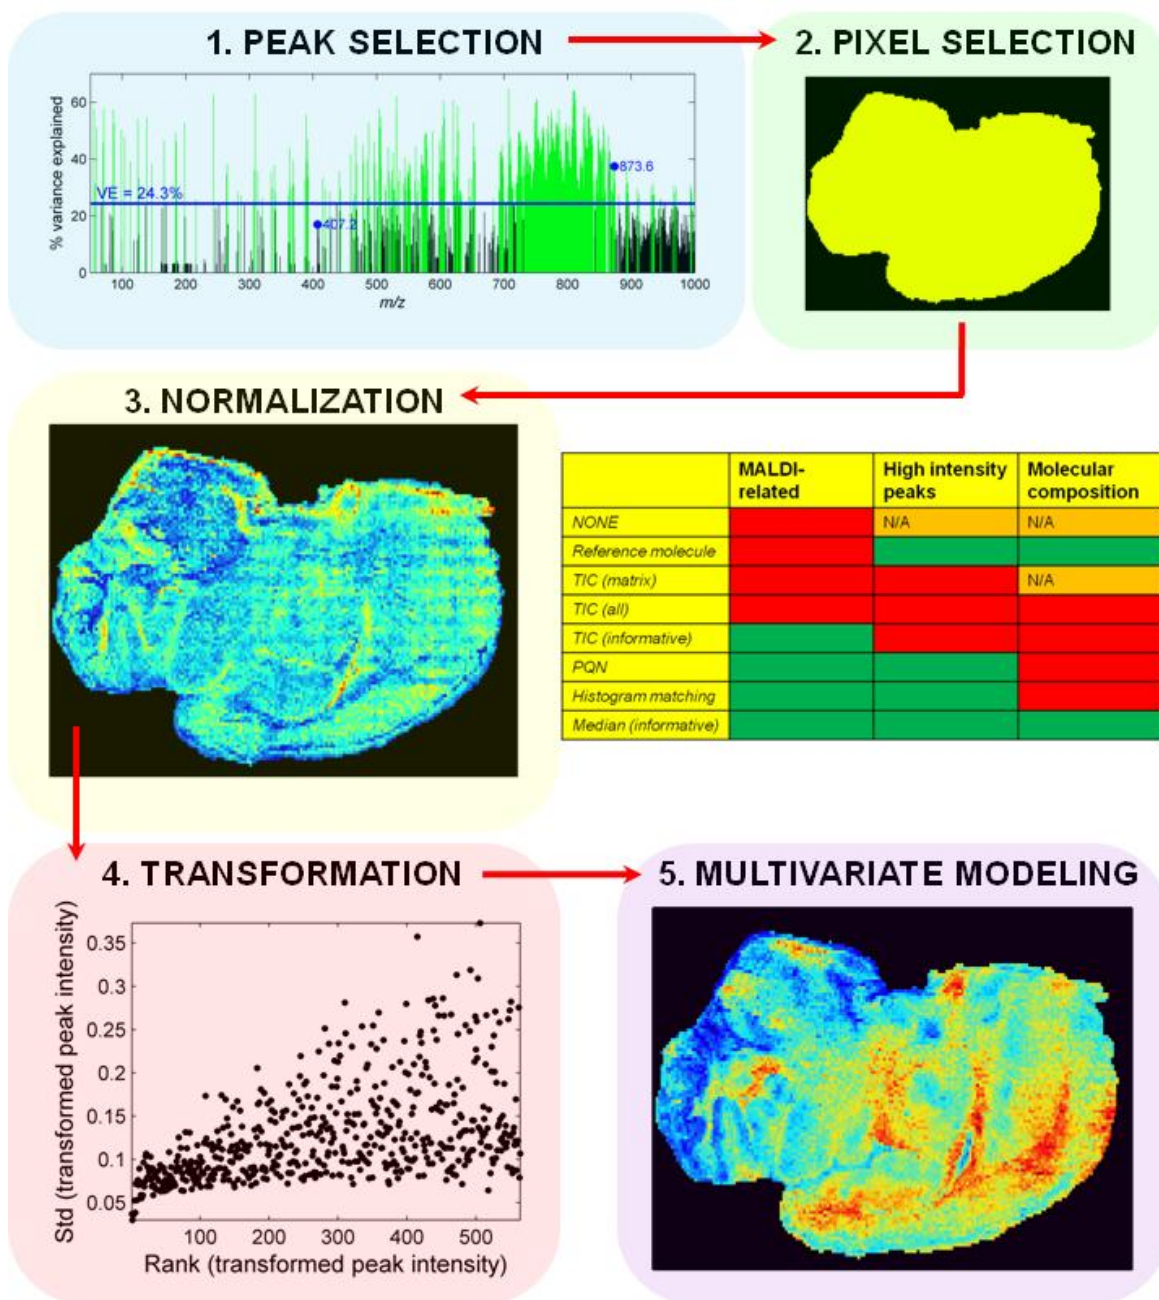 1. PEAK SELECTION
2. PIXEL SELECTION
% variance explained
60
40
20
0
VE = 24.3%
407.2
873.6
100 200 300 400 500 600 700 800 900 1000
m/z
3. NORMALIZATION
MALDI-related High intensity peaks Molecular composition
NONE N/A N/A
Reference molecule
TIC (matrix) N/A
TIC (all)
TIC (informative)
PQN
Histogram matching
Median (informative)
4. TRANSFORMATION
5. MULTIVARIATE MODELING
Std (transformed peak intensity)
0.35
0.3
0.25
0.2
0.15
0.1
0.05
100 200 300 400 500
Rank (transformed peak intensity)